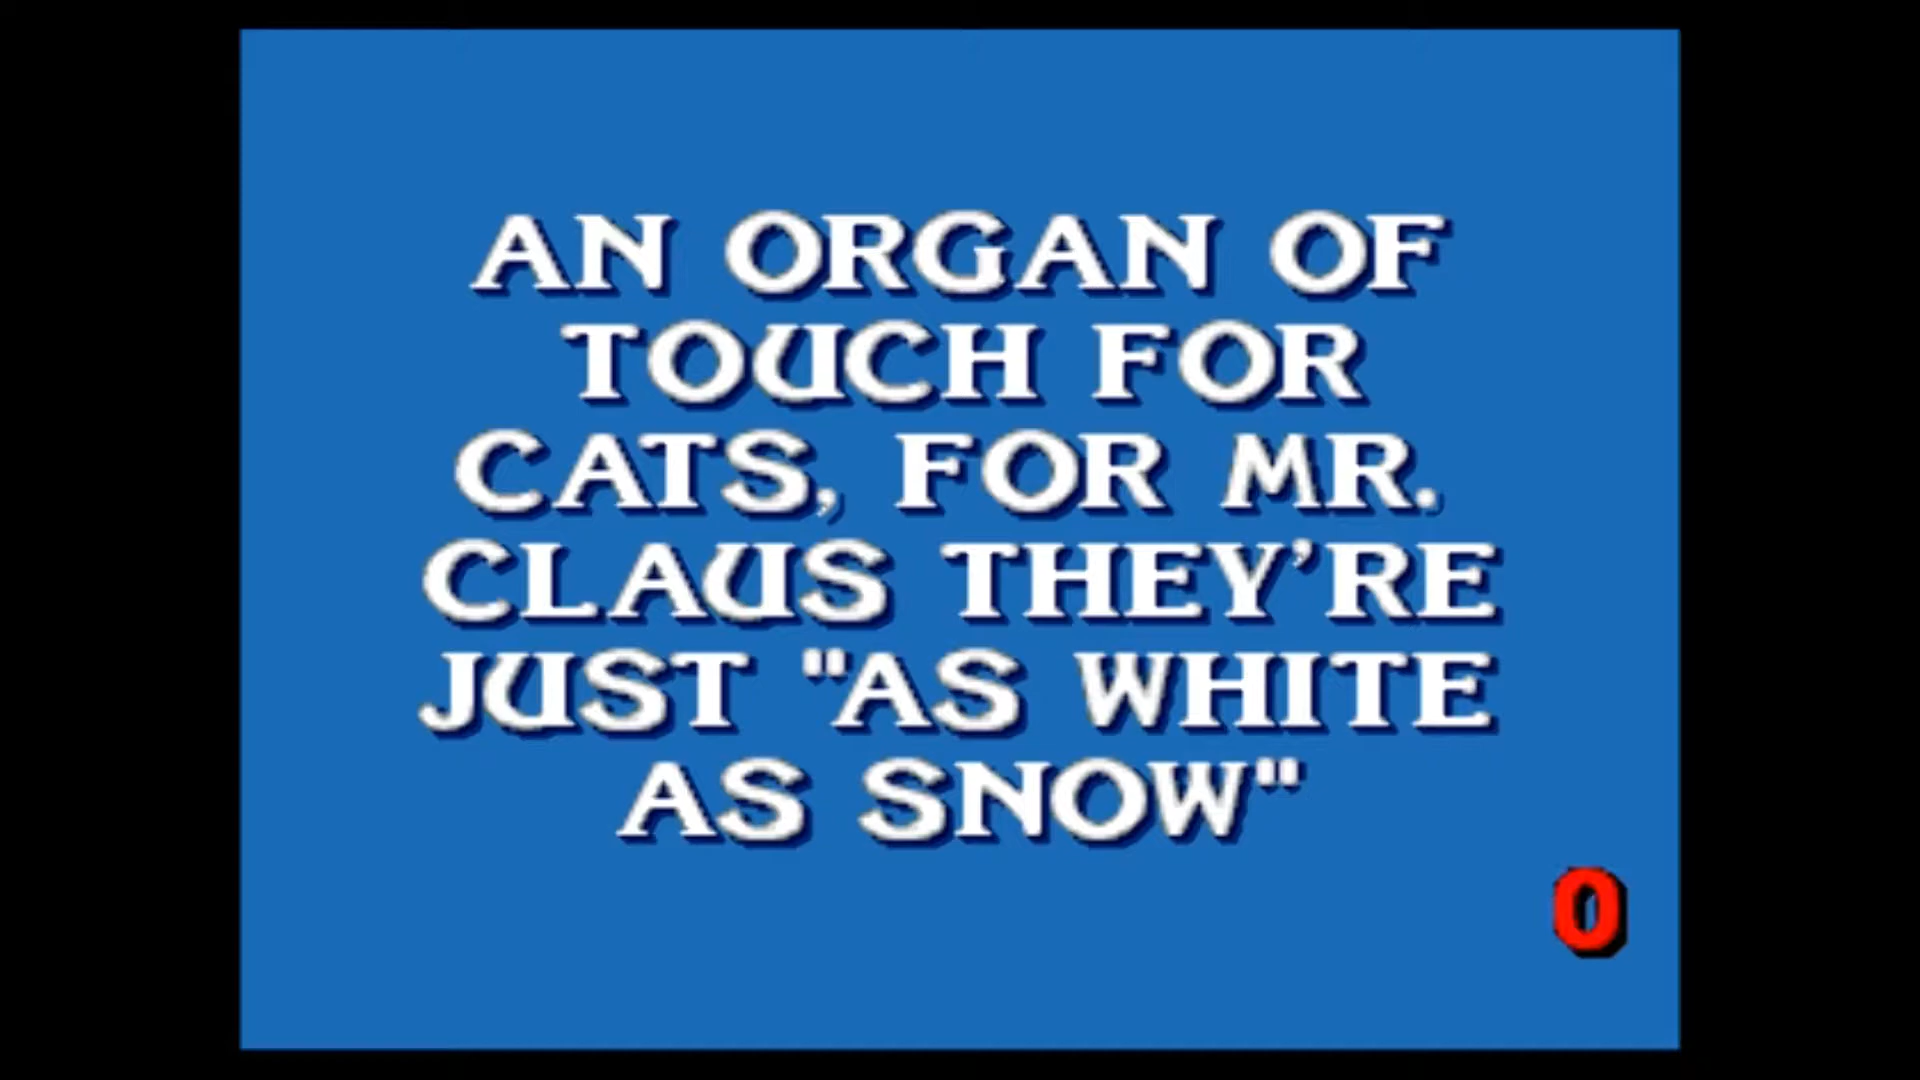 AN ORGAN OF
TOUCH FOR
CATS, FOR MR.
CLAUS THEY'RE
JUST "AS WHITE
AS SNOW"
0